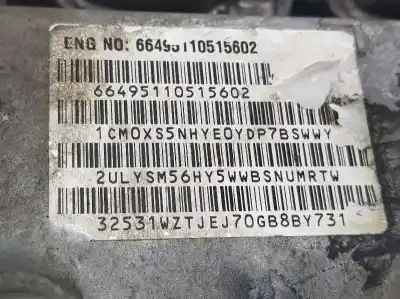 ENG NO: 66495110515602
66495110515602
1CMOXS5NHYEOYDP7BSWWY
2ULYSM56HY5WWBSNUMRTW
32531WZTJEJ70GB8BY731